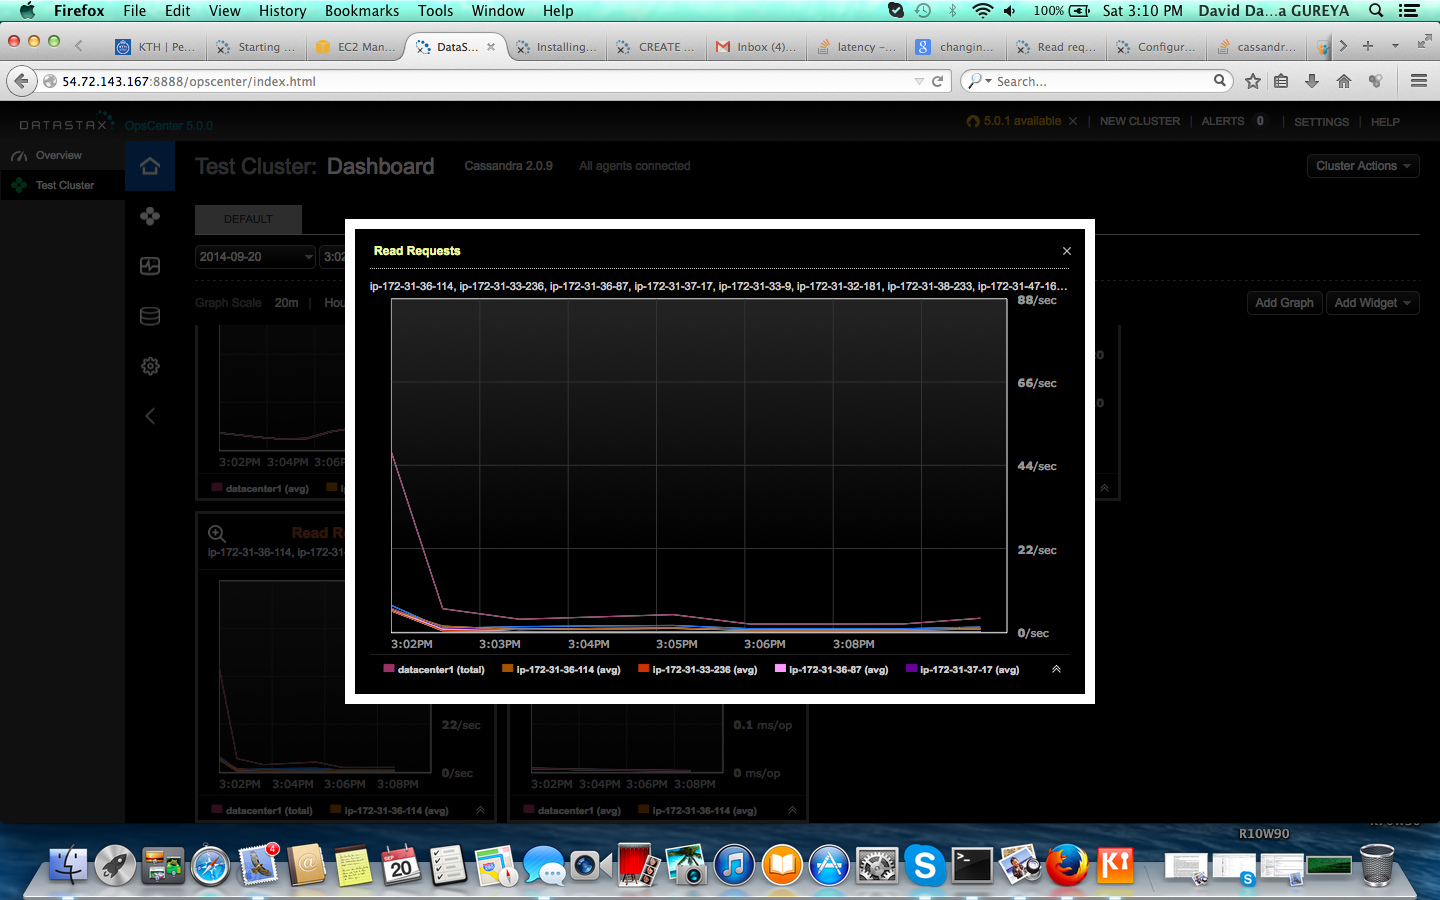 Firefox File Edit View History Bookmarks Tools Window Help 100% Sat 3:10 PM David Da...a GUREYA
KTH | Pe... Starting ... EC2 Man... DataS... Installing... CREATE ... Inbox (4)... latency -... changin... Read req... Configur... cassandr...
54.72.143.167:8888/opscenter/index.html Search...
DATASTAX OpsCenter 5.0.0 5.0.1 available × NEW CLUSTER | ALERTS 0 | SETTINGS | HELP
Overview
Test Cluster
Test Cluster: Dashboard Cassandra 2.0.9 All agents connected Cluster Actions
DEFAULT
2014-09-20 3:02
Graph Scale 20m | Hou
Add Graph Add Widget
Read Requests ×
ip-172-31-36-114, ip-172-31-33-236, ip-172-31-36-87, ip-172-31-37-17, ip-172-31-33-9, ip-172-31-32-181, ip-172-31-38-233, ip-172-31-47-16...
88/sec
66/sec
44/sec
22/sec
0/sec
3:02PM 3:03PM 3:04PM 3:05PM 3:06PM 3:08PM
datacenter1 (total) ip-172-31-36-114 (avg) ip-172-31-33-236 (avg) ip-172-31-36-87 (avg) ip-172-31-37-17 (avg)
3:02PM 3:04PM 3:06P
datacenter1 (avg)
Read R
ip-172-31-36-114, ip-172-31
22/sec
0/sec
3:02PM 3:04PM 3:06PM 3:08PM
datacenter1 (total) ip-172-31-36-114 (avg)
0.1 ms/op
0 ms/op
3:02PM 3:04PM 3:06PM 3:08PM
datacenter1 (avg) ip-172-31-36-114 (avg)
R10W90
4
SEP
20